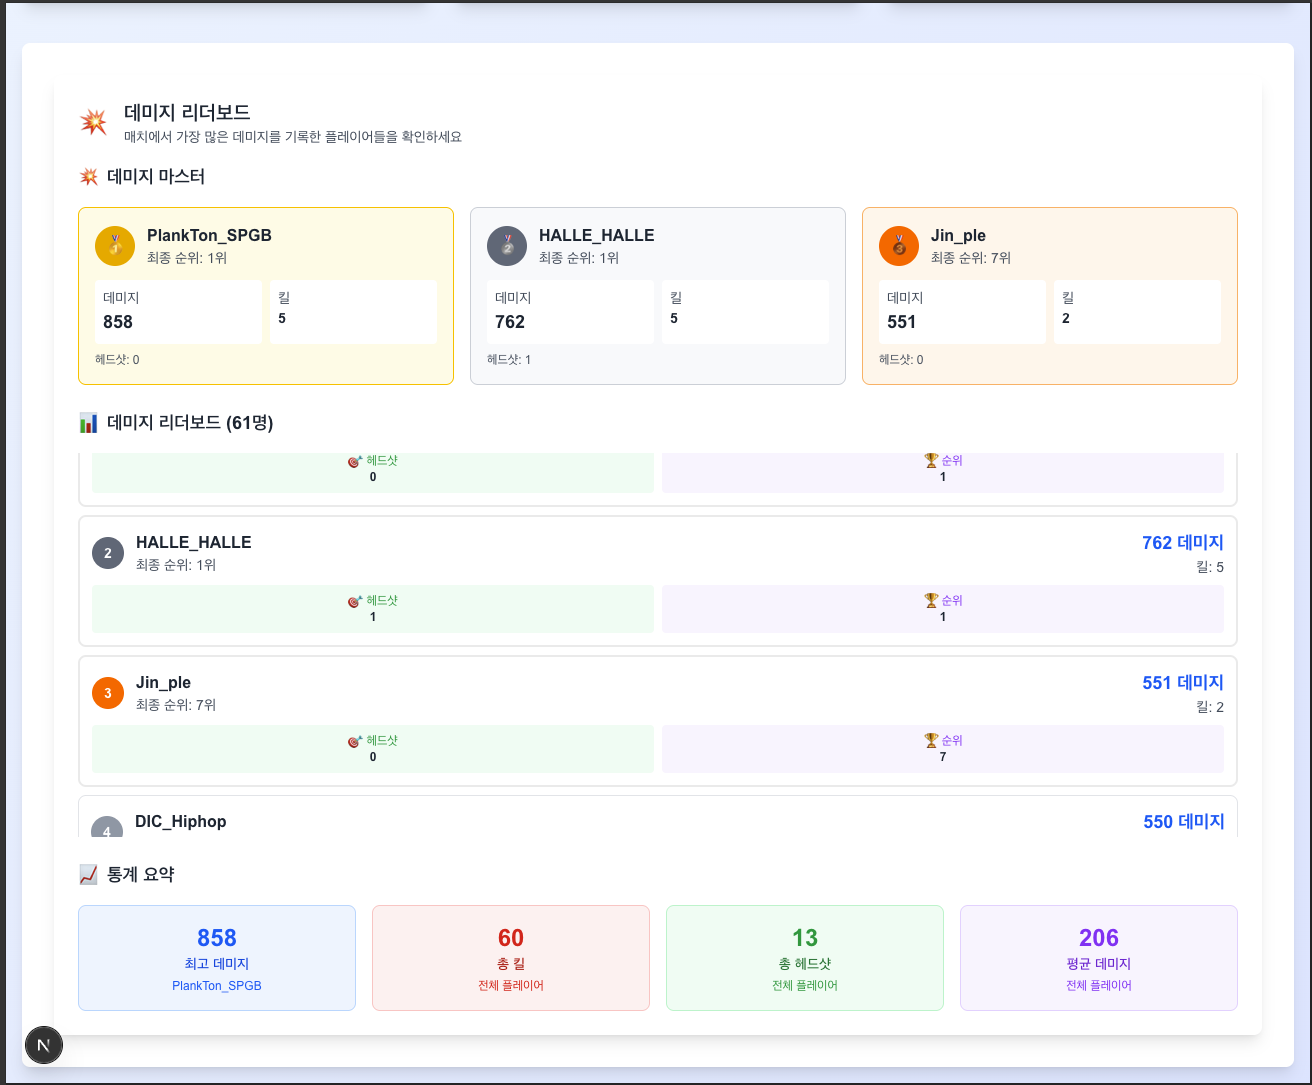 데미지 리더보드
매치에서 가장 많은 데미지를 기록한 플레이어들을 확인하세요
데미지 마스터
1
PlankTon_SPGB
최종 순위: 1위
데미지
858
킬
5
헤드샷: 0
2
HALLE_HALLE
최종 순위: 1위
데미지
762
킬
5
헤드샷: 1
3
Jin_ple
최종 순위: 7위
데미지
551
킬
2
헤드샷: 0
데미지 리더보드 (61명)
헤드샷
0
순위
1
2
HALLE_HALLE
최종 순위: 1위
762 데미지
킬: 5
헤드샷
1
순위
1
3
Jin_ple
최종 순위: 7위
551 데미지
킬: 2
헤드샷
0
순위
7
4
DIC_Hiphop
550 데미지
통계 요약
858
최고 데미지
PlankTon_SPGB
60
총 킬
전체 플레이어
13
총 헤드샷
전체 플레이어
206
평균 데미지
전체 플레이어
N